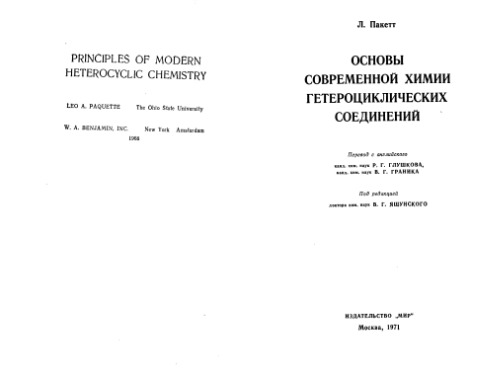 PRINCIPLES OF MODERN
HETEROCYCLIC CHEMISTRY
LEO A. PAQUETTE The Ohio State University
W. A. BENJAMIN, INC. New York Amsterdam
1968
Л. Пакетт
ОСНОВЫ
СОВРЕМЕННОЙ ХИМИИ
ГЕТЕРОЦИКЛИЧЕСКИХ
СОЕДИНЕНИЙ
Перевод с английского
канд. хим. наук Р. Г. ГЛУШКОВА,
канд. хим. наук В. Г. ГРАНИКА
Под редакцией
доктора хим. наук В. Г. ЯШУНСКОГО
ИЗДАТЕЛЬСТВО „МИР"
Москва, 1971